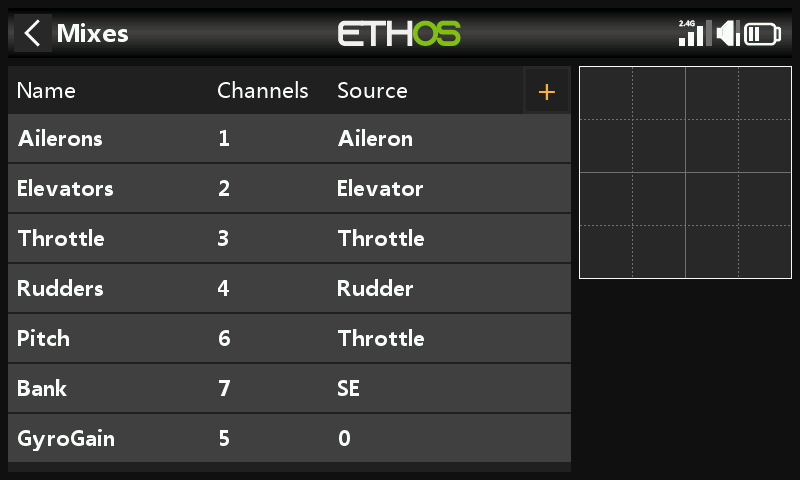 Mixes ETHOS 2.4G
Name Channels Source +
Ailerons 1 Aileron
Elevators 2 Elevator
Throttle 3 Throttle
Rudders 4 Rudder
Pitch 6 Throttle
Bank 7 SE
GyroGain 5 0